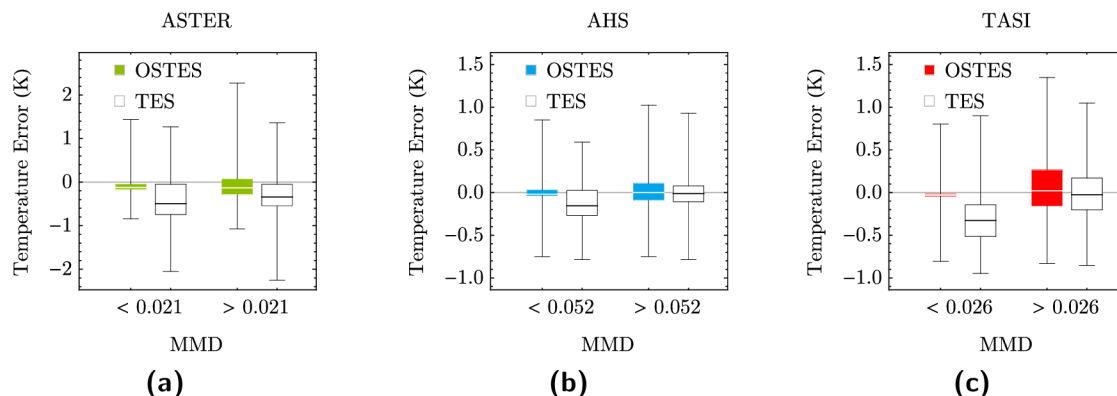 ASTER
Temperature Error (K)
2
1
0
−1
−2
OSTES
TES
< 0.021
> 0.021
MMD
(a)
AHS
Temperature Error (K)
1.5
1.0
0.5
0.0
−0.5
−1.0
OSTES
TES
< 0.052
> 0.052
MMD
(b)
TASI
Temperature Error (K)
1.5
1.0
0.5
0.0
−0.5
−1.0
OSTES
TES
< 0.026
> 0.026
MMD
(c)